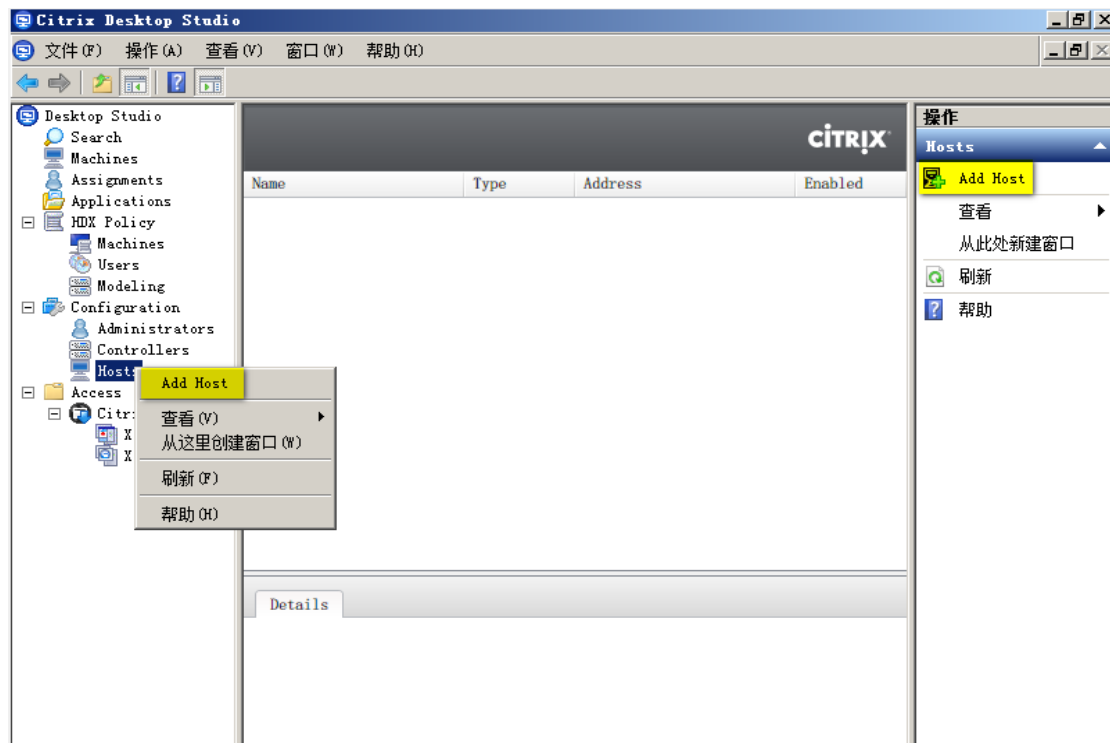 Citrix Desktop Studio
文件(F) 操作(A) 查看(V) 窗口(W) 帮助(H)
Desktop Studio
Search
Machines
Assignments
Applications
HDX Policy
Machines
Users
Modeling
Configuration
Administrators
Controllers
Hosts
Access
Citr
X
X
Add Host
查看(V)
从这里创建窗口(W)
刷新(F)
帮助(H)
CITRIX
Name Type Address Enabled
Details
操作
Hosts
Add Host
查看
从此处新建窗口
刷新
帮助